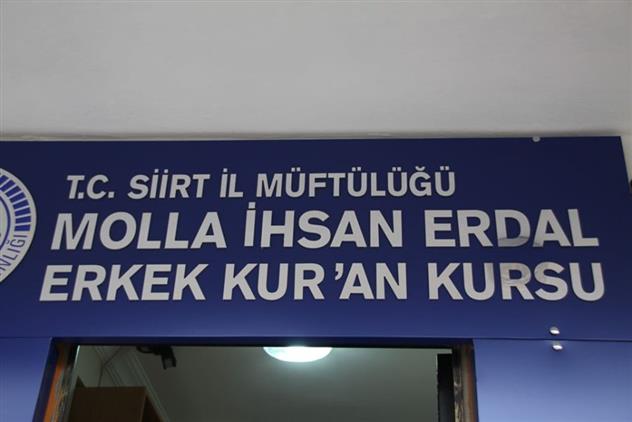 T.C. SİİRT İL MÜFTÜLÜĞÜ
MOLLA İHSAN ERDAL
ERKEK KUR'AN KURSU